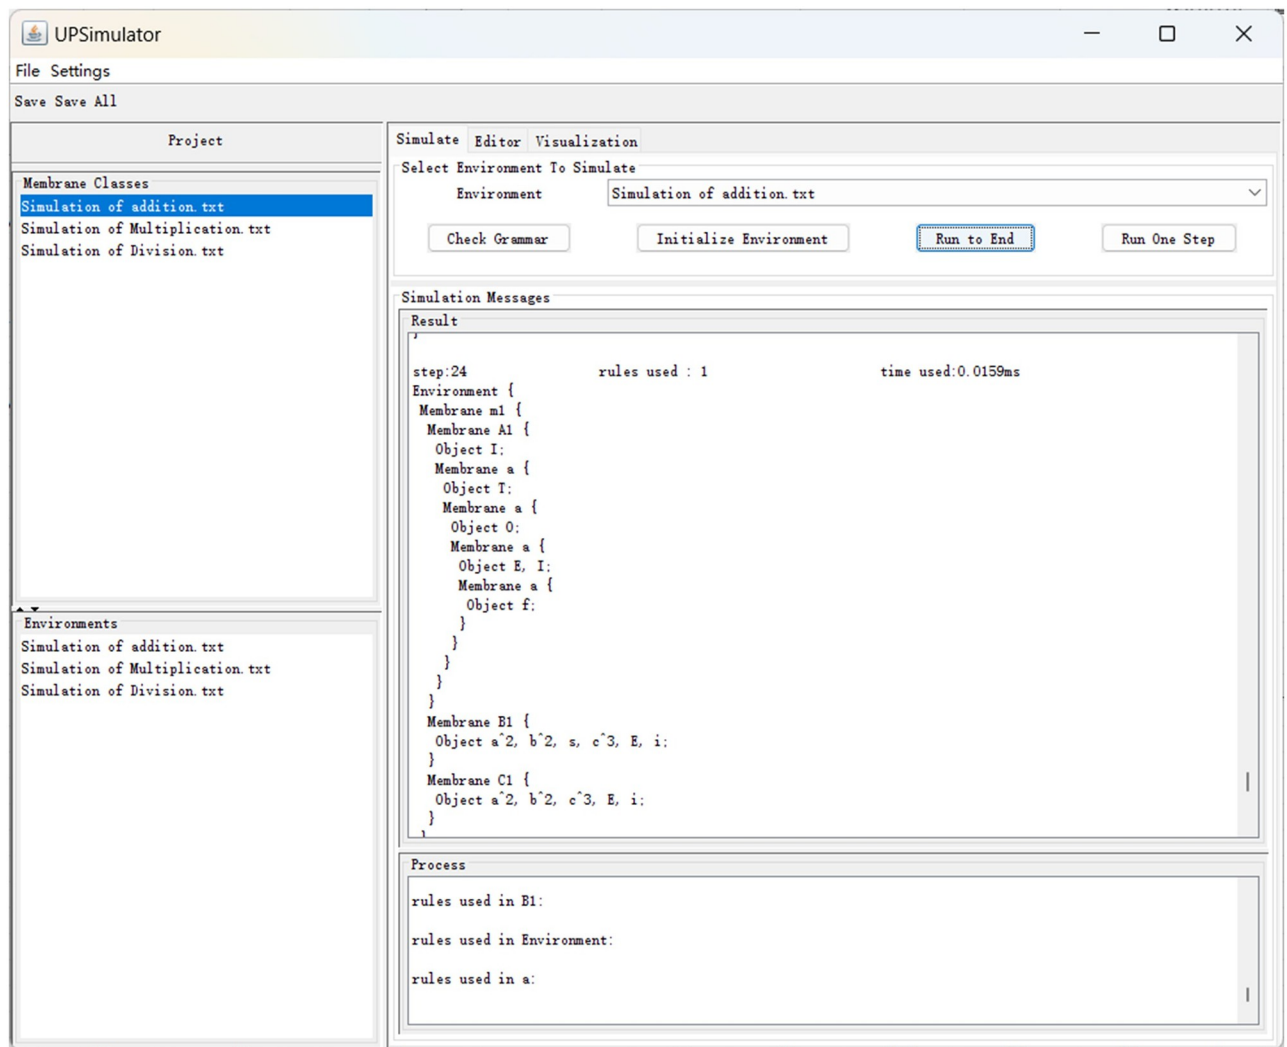 UPSimulator
File Settings
Save Save All
Project
Membrane Classes
Simulation of addition.txt
Simulation of Multiplication.txt
Simulation of Division.txt
Environments
Simulation of addition.txt
Simulation of Multiplication.txt
Simulation of Division.txt
Simulate Editor Visualization
Select Environment To Simulate
Environment Simulation of addition.txt
Check Grammar Initialize Environment Run to End Run One Step
Simulation Messages
Result
}
step:24 rules used : 1 time used:0.0159ms
Environment {
Membrane m1 {
Membrane A1 {
Object I;
Membrane a {
Object T;
Membrane a {
Object O;
Membrane a {
Object E, I;
Membrane a {
Object f;
}
}
}
}
}
Membrane B1 {
Object a^2, b^2, s, c^3, E, i;
}
Membrane C1 {
Object a^2, b^2, c^3, E, i;
}
}
Process
rules used in B1:
rules used in Environment:
rules used in a: